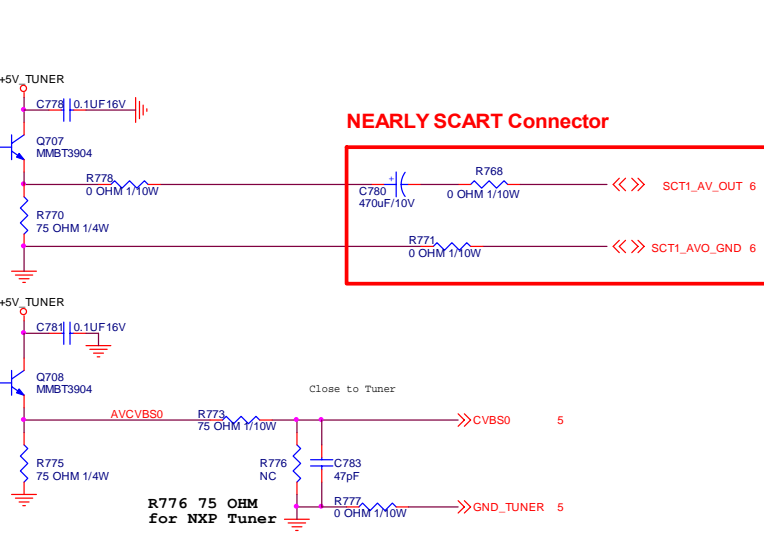 +5V_TUNER
C778 0.1UF16V
NEARLY SCART Connector
Q707
MMBT3904
R778
0 OHM 1/10W
C780
470uF/10V
+
R768
0 OHM 1/10W
SCT1_AV_OUT 6
R770
75 OHM 1/4W
R771
0 OHM 1/10W
SCT1_AVO_GND 6
+5V_TUNER
C781 0.1UF16V
Q708
MMBT3904
Close to Tuner
AVCVBS0
R773
75 OHM 1/10W
CVBS0 5
R775
75 OHM 1/4W
R776
NC
C783
47pF
R776 75 OHM
for NXP Tuner
R777
0 OHM 1/10W
GND_TUNER 5